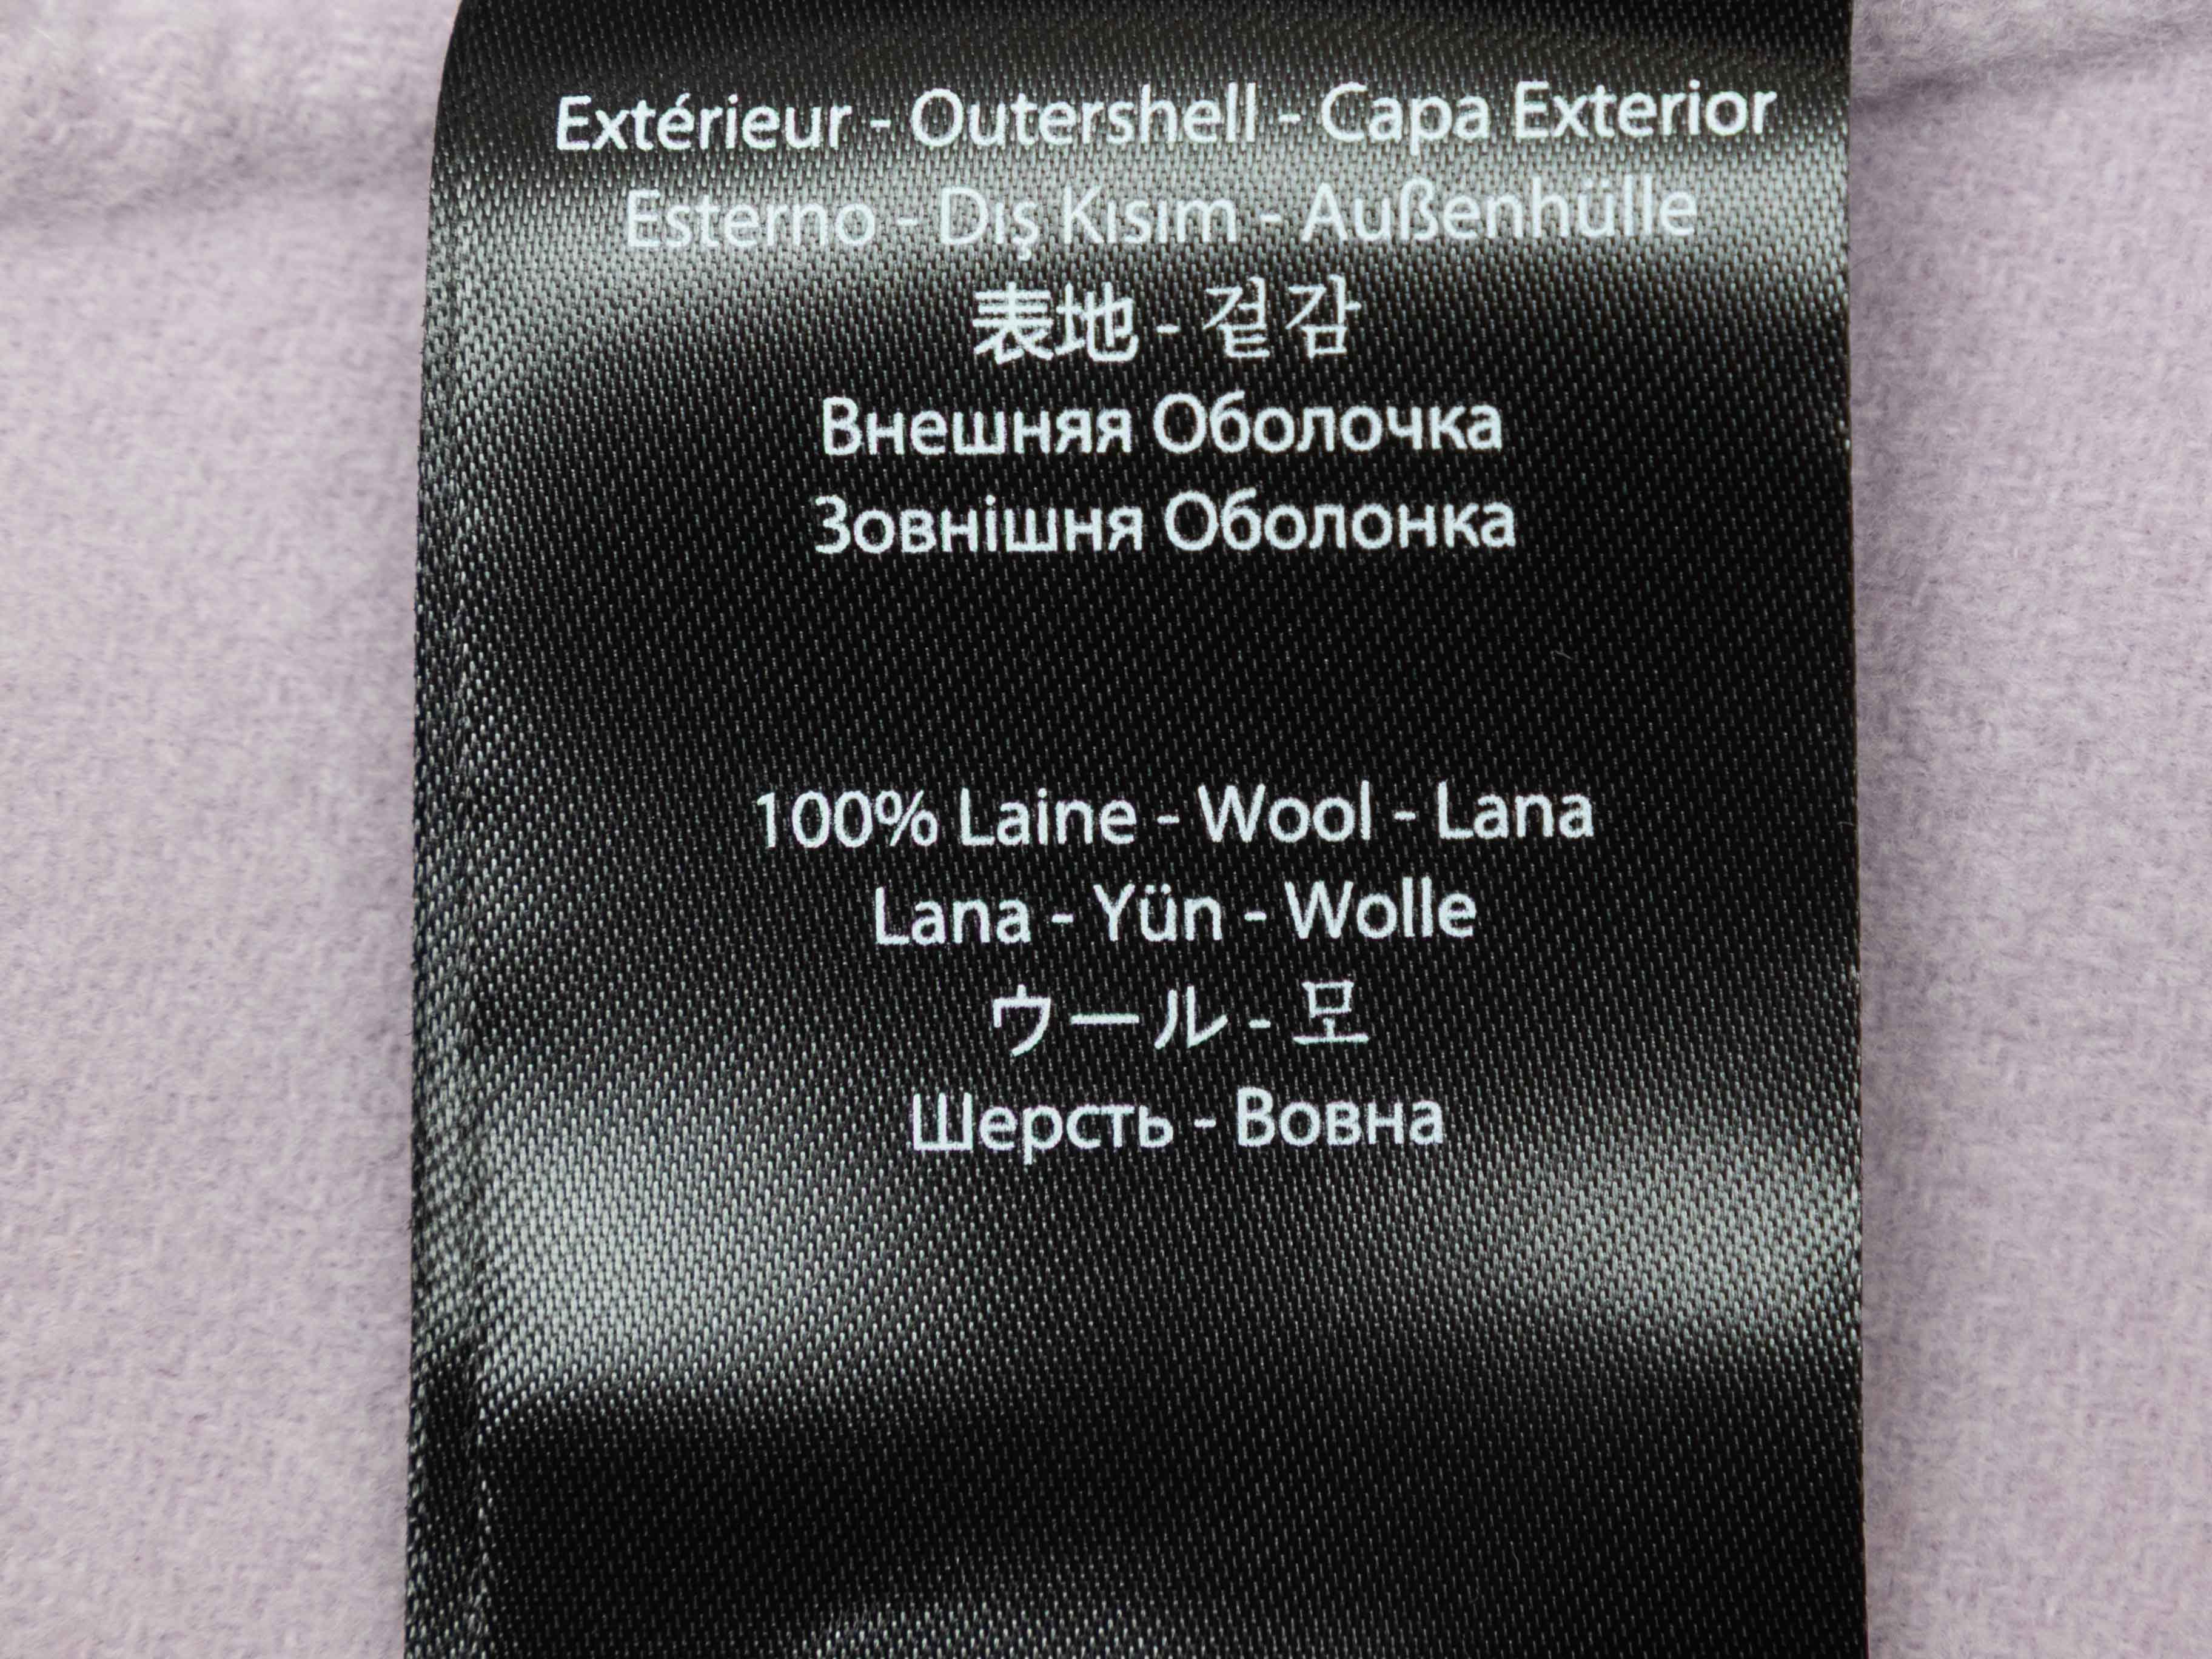 Extérieur - Outershell - Capa Exterior
Esterno - Dış Kısım - Außenhülle
表地 - 겉감
Внешняя Оболочка
Зовнішня Оболонка
100% Laine - Wool - Lana
Lana - Yün - Wolle
ウール - 모
Шерсть - Вовна